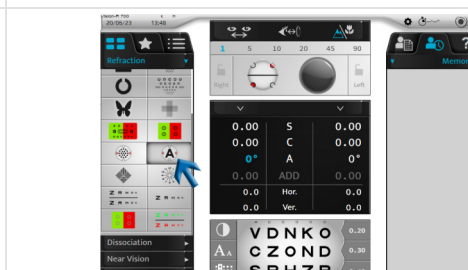 20/05/23 13:48
Refraction
Memor
1 5 10 20 45 90
Right Left
0.00 S 0.00
0.00 C 0.00
0° A 0°
0.00 ADD 0.00
0.0 Hor. 0.0
0.0 Ver. 0.0
A
Dissociation
Near Vision
V D N K O 0.20
C Z O N D 0.30